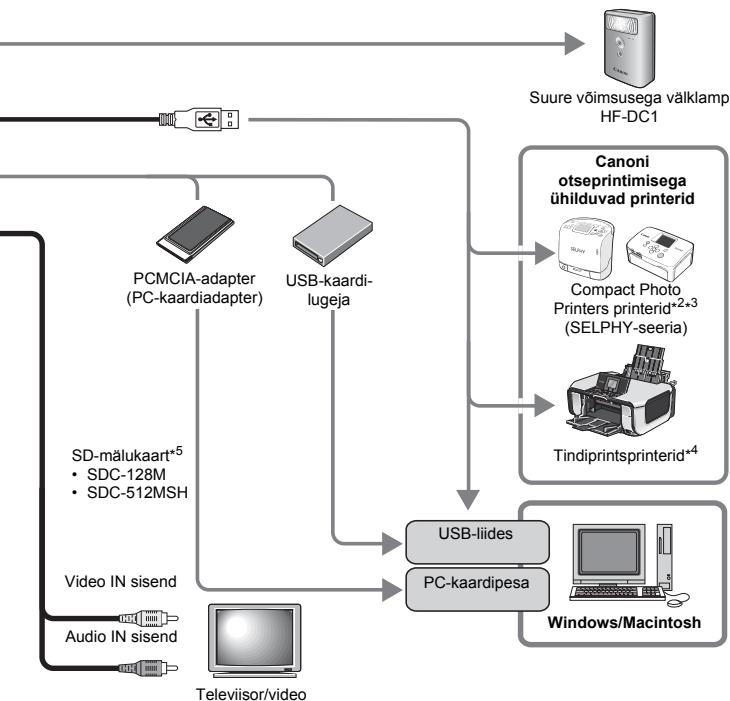 Suure võimsusega välklamp
HF-DC1
Canoni
otseprintimisega
ühilduvad printerid
SELPHY
PCMCIA-adapter
(PC-kaardiadapter)
USB-kaardi-
lugeja
Compact Photo
Printers printerid*2*3
(SELPHY-seeria)
SD-mälukaart*5
• SDC-128M
• SDC-512MSH
Tindiprintsprinterid*4
USB-liides
PC-kaardipesa
Windows/Macintosh
Video IN sisend
Audio IN sisend
Televiisor/video